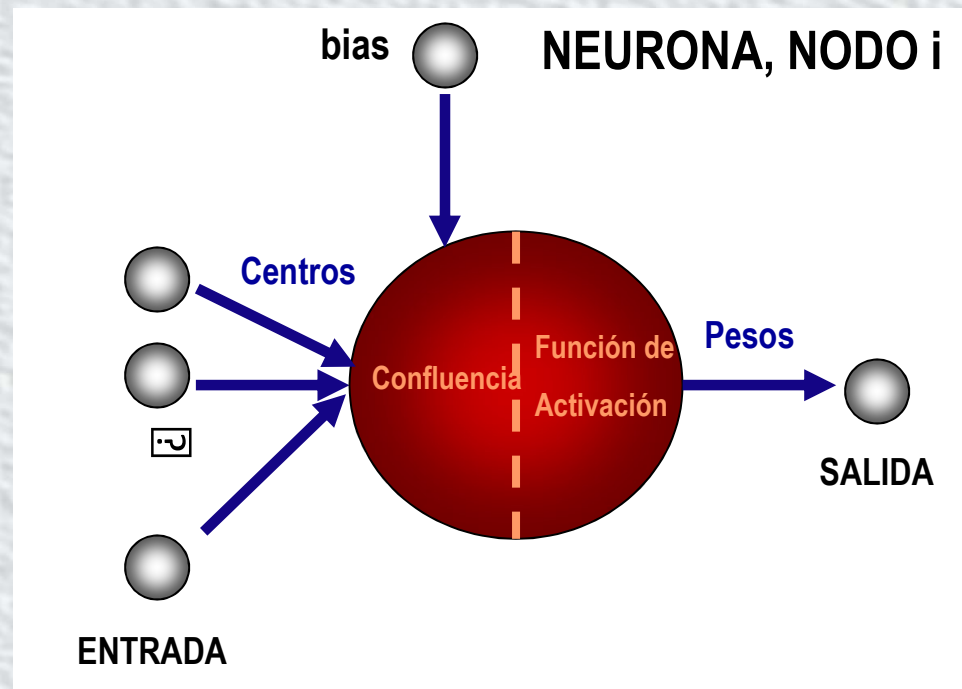 bias
NEURONA, NODO i
Centros
Confluencia
Función de
Activación
Pesos
SALIDA
ENTRADA